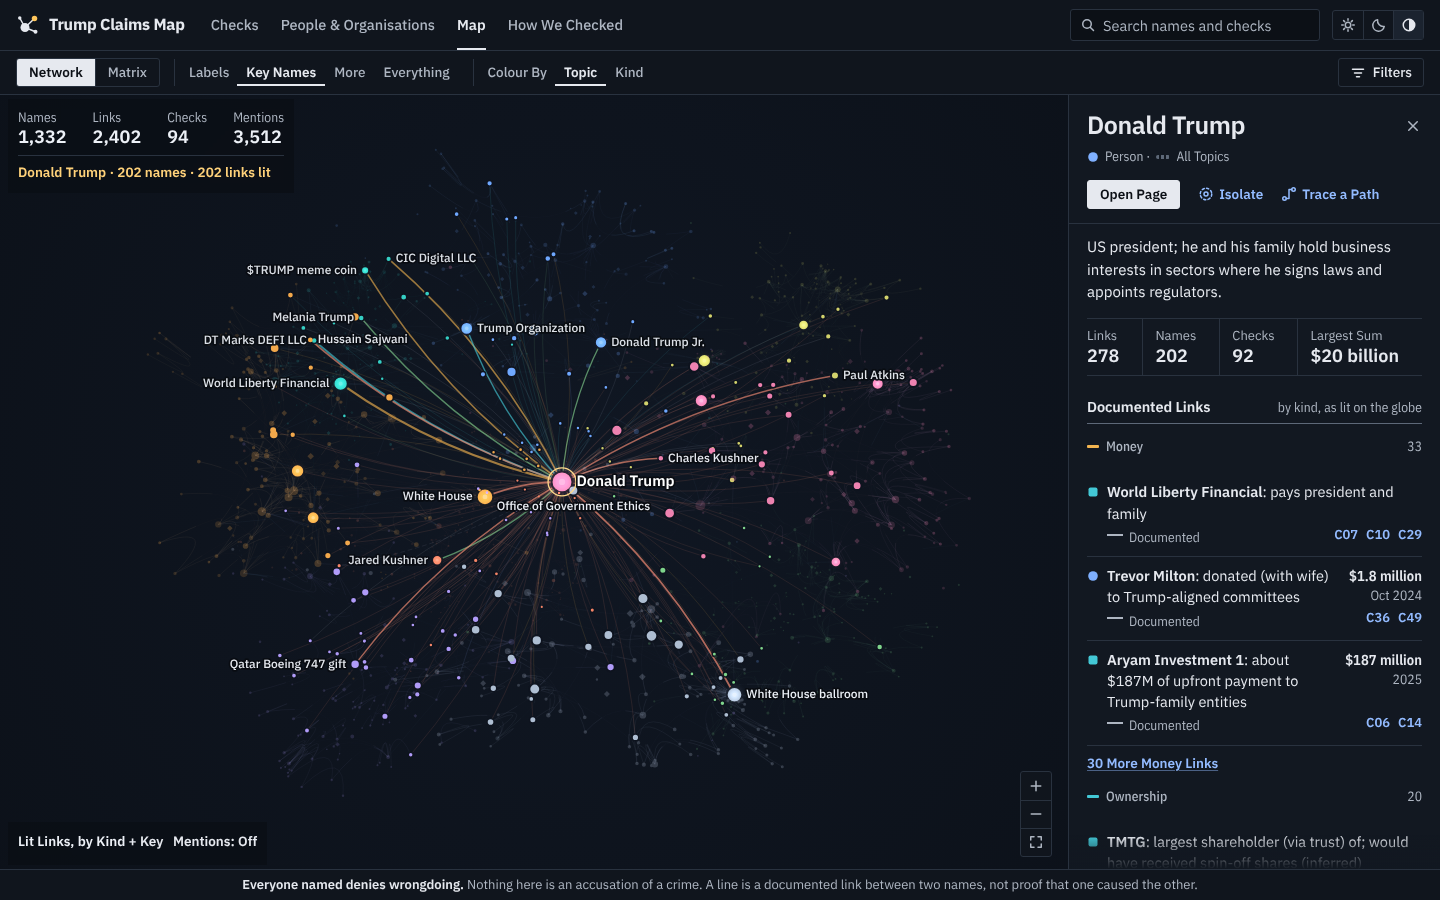 Trump Claims Map
Checks
People & Organisations
Map
How We Checked
Search names and checks
Network
Matrix
Labels
Key Names
More
Everything
Colour By
Topic
Kind
Filters
Names
Links
Checks
Mentions
1,332
2,402
94
3,512
Donald Trump · 202 names · 202 links lit
CIC Digital LLC
$TRUMP meme coin
Melania Trump
Trump Organization
DT Marks DEFI LLC
Hussain Sajwani
Donald Trump Jr.
World Liberty Financial
Paul Atkins
Charles Kushner
Donald Trump
White House
Office of Government Ethics
Jared Kushner
Qatar Boeing 747 gift
White House ballroom
Lit Links, by Kind + Key
Mentions: Off
Donald Trump
Person · All Topics
Open Page
Isolate
Trace a Path
US president; he and his family hold business
interests in sectors where he signs laws and
appoints regulators.
Links
Names
Checks
Largest Sum
278
202
92
$20 billion
Documented Links
by kind, as lit on the globe
Money
33
World Liberty Financial: pays president and
family
Documented
C07 C10 C29
Trevor Milton: donated (with wife)
$1.8 million
to Trump-aligned committees
Oct 2024
Documented
C36 C49
Aryam Investment 1: about
$187 million
$187M of upfront payment to
2025
Trump-family entities
Documented
C06 C14
30 More Money Links
Ownership
20
TMTG: largest shareholder (via trust) of; would
have received spin-off shares (inferred)
Everyone named denies wrongdoing. Nothing here is an accusation of a crime. A line is a documented link between two names, not proof that one caused the other.